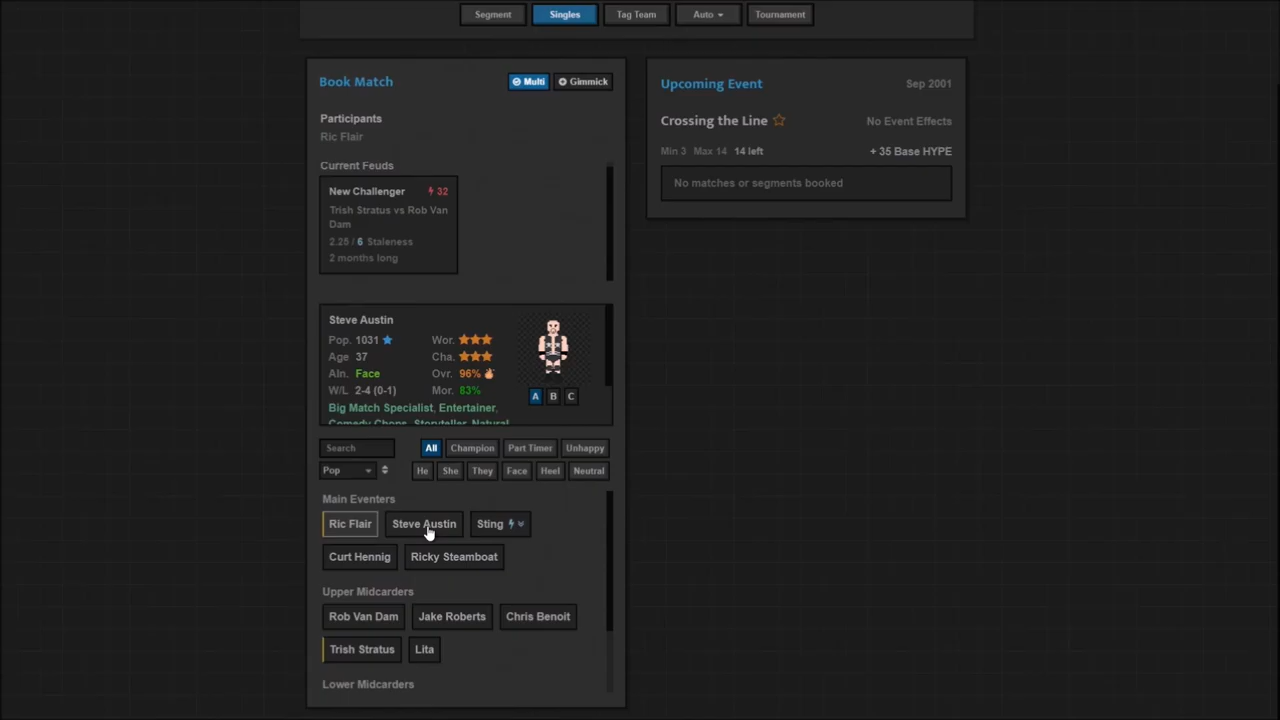 Segment Singles Tag Team Auto Tournament
Book Match Multi Gimmick
Participants
Ric Flair
Current Feuds
New Challenger 32
Trish Stratus vs Rob Van
Dam
2.25 / 6 Staleness
2 months long
Steve Austin
Pop. 1031 Wor.
Age 37 Cha.
Aln. Face Ovr. 96%
W/L 2-4 (0-1) Mor. 83%
A B C
Big Match Specialist, Entertainer,
Comedy Chops, Storyteller, Natural
Search All Champion Part Timer Unhappy
Pop He She They Face Heel Neutral
Main Eventers
Ric Flair Steve Austin Sting
Curt Hennig Ricky Steamboat
Upper Midcarders
Rob Van Dam Jake Roberts Chris Benoit
Trish Stratus Lita
Lower Midcarders
Upcoming Event Sep 2001
Crossing the Line No Event Effects
Min 3 Max 14 14 left + 35 Base HYPE
No matches or segments booked